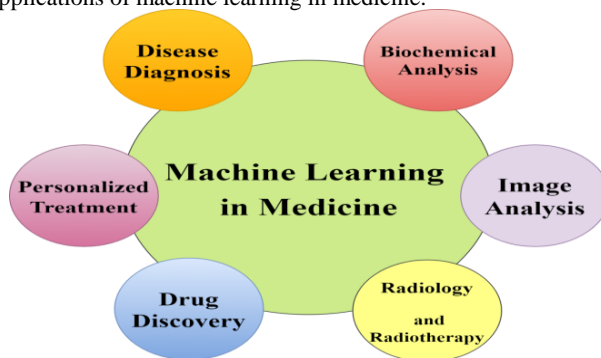 applications of machine learning in medicine.
Disease
Diagnosis
Biochemical
Analysis
Machine Learning
in Medicine
Personalized
Treatment
Image
Analysis
Drug
Discovery
Radiology
and
Radiotherapy